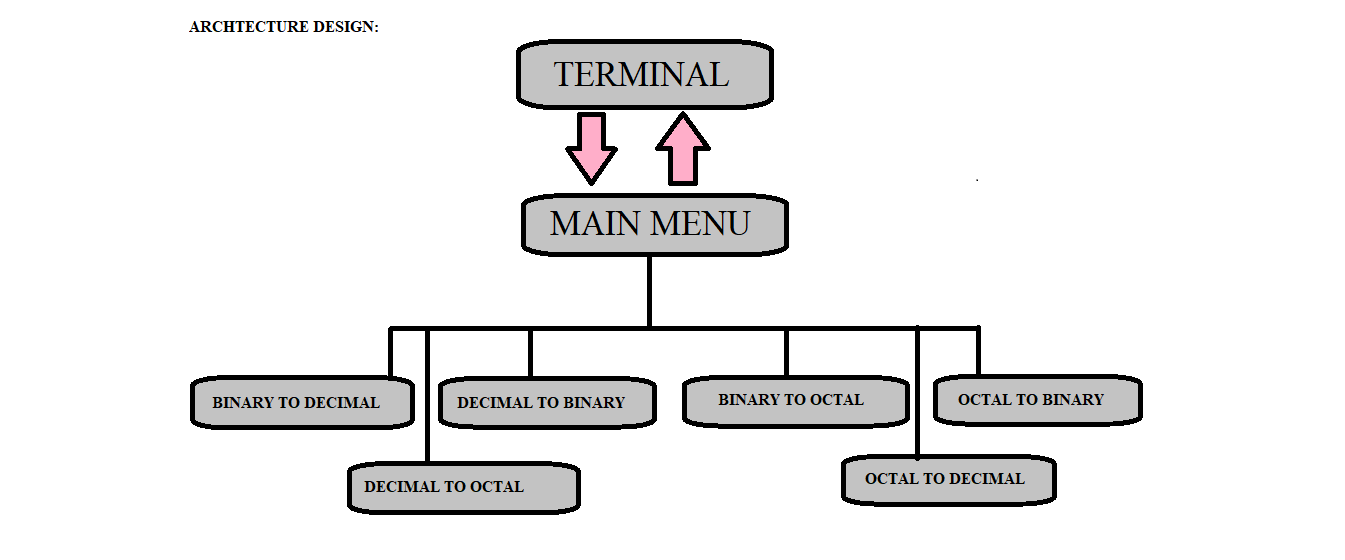 ARCHTECTURE DESIGN:
TERMINAL
MAIN MENU
BINARY TO DECIMAL
DECIMAL TO BINARY
BINARY TO OCTAL
OCTAL TO BINARY
DECIMAL TO OCTAL
OCTAL TO DECIMAL